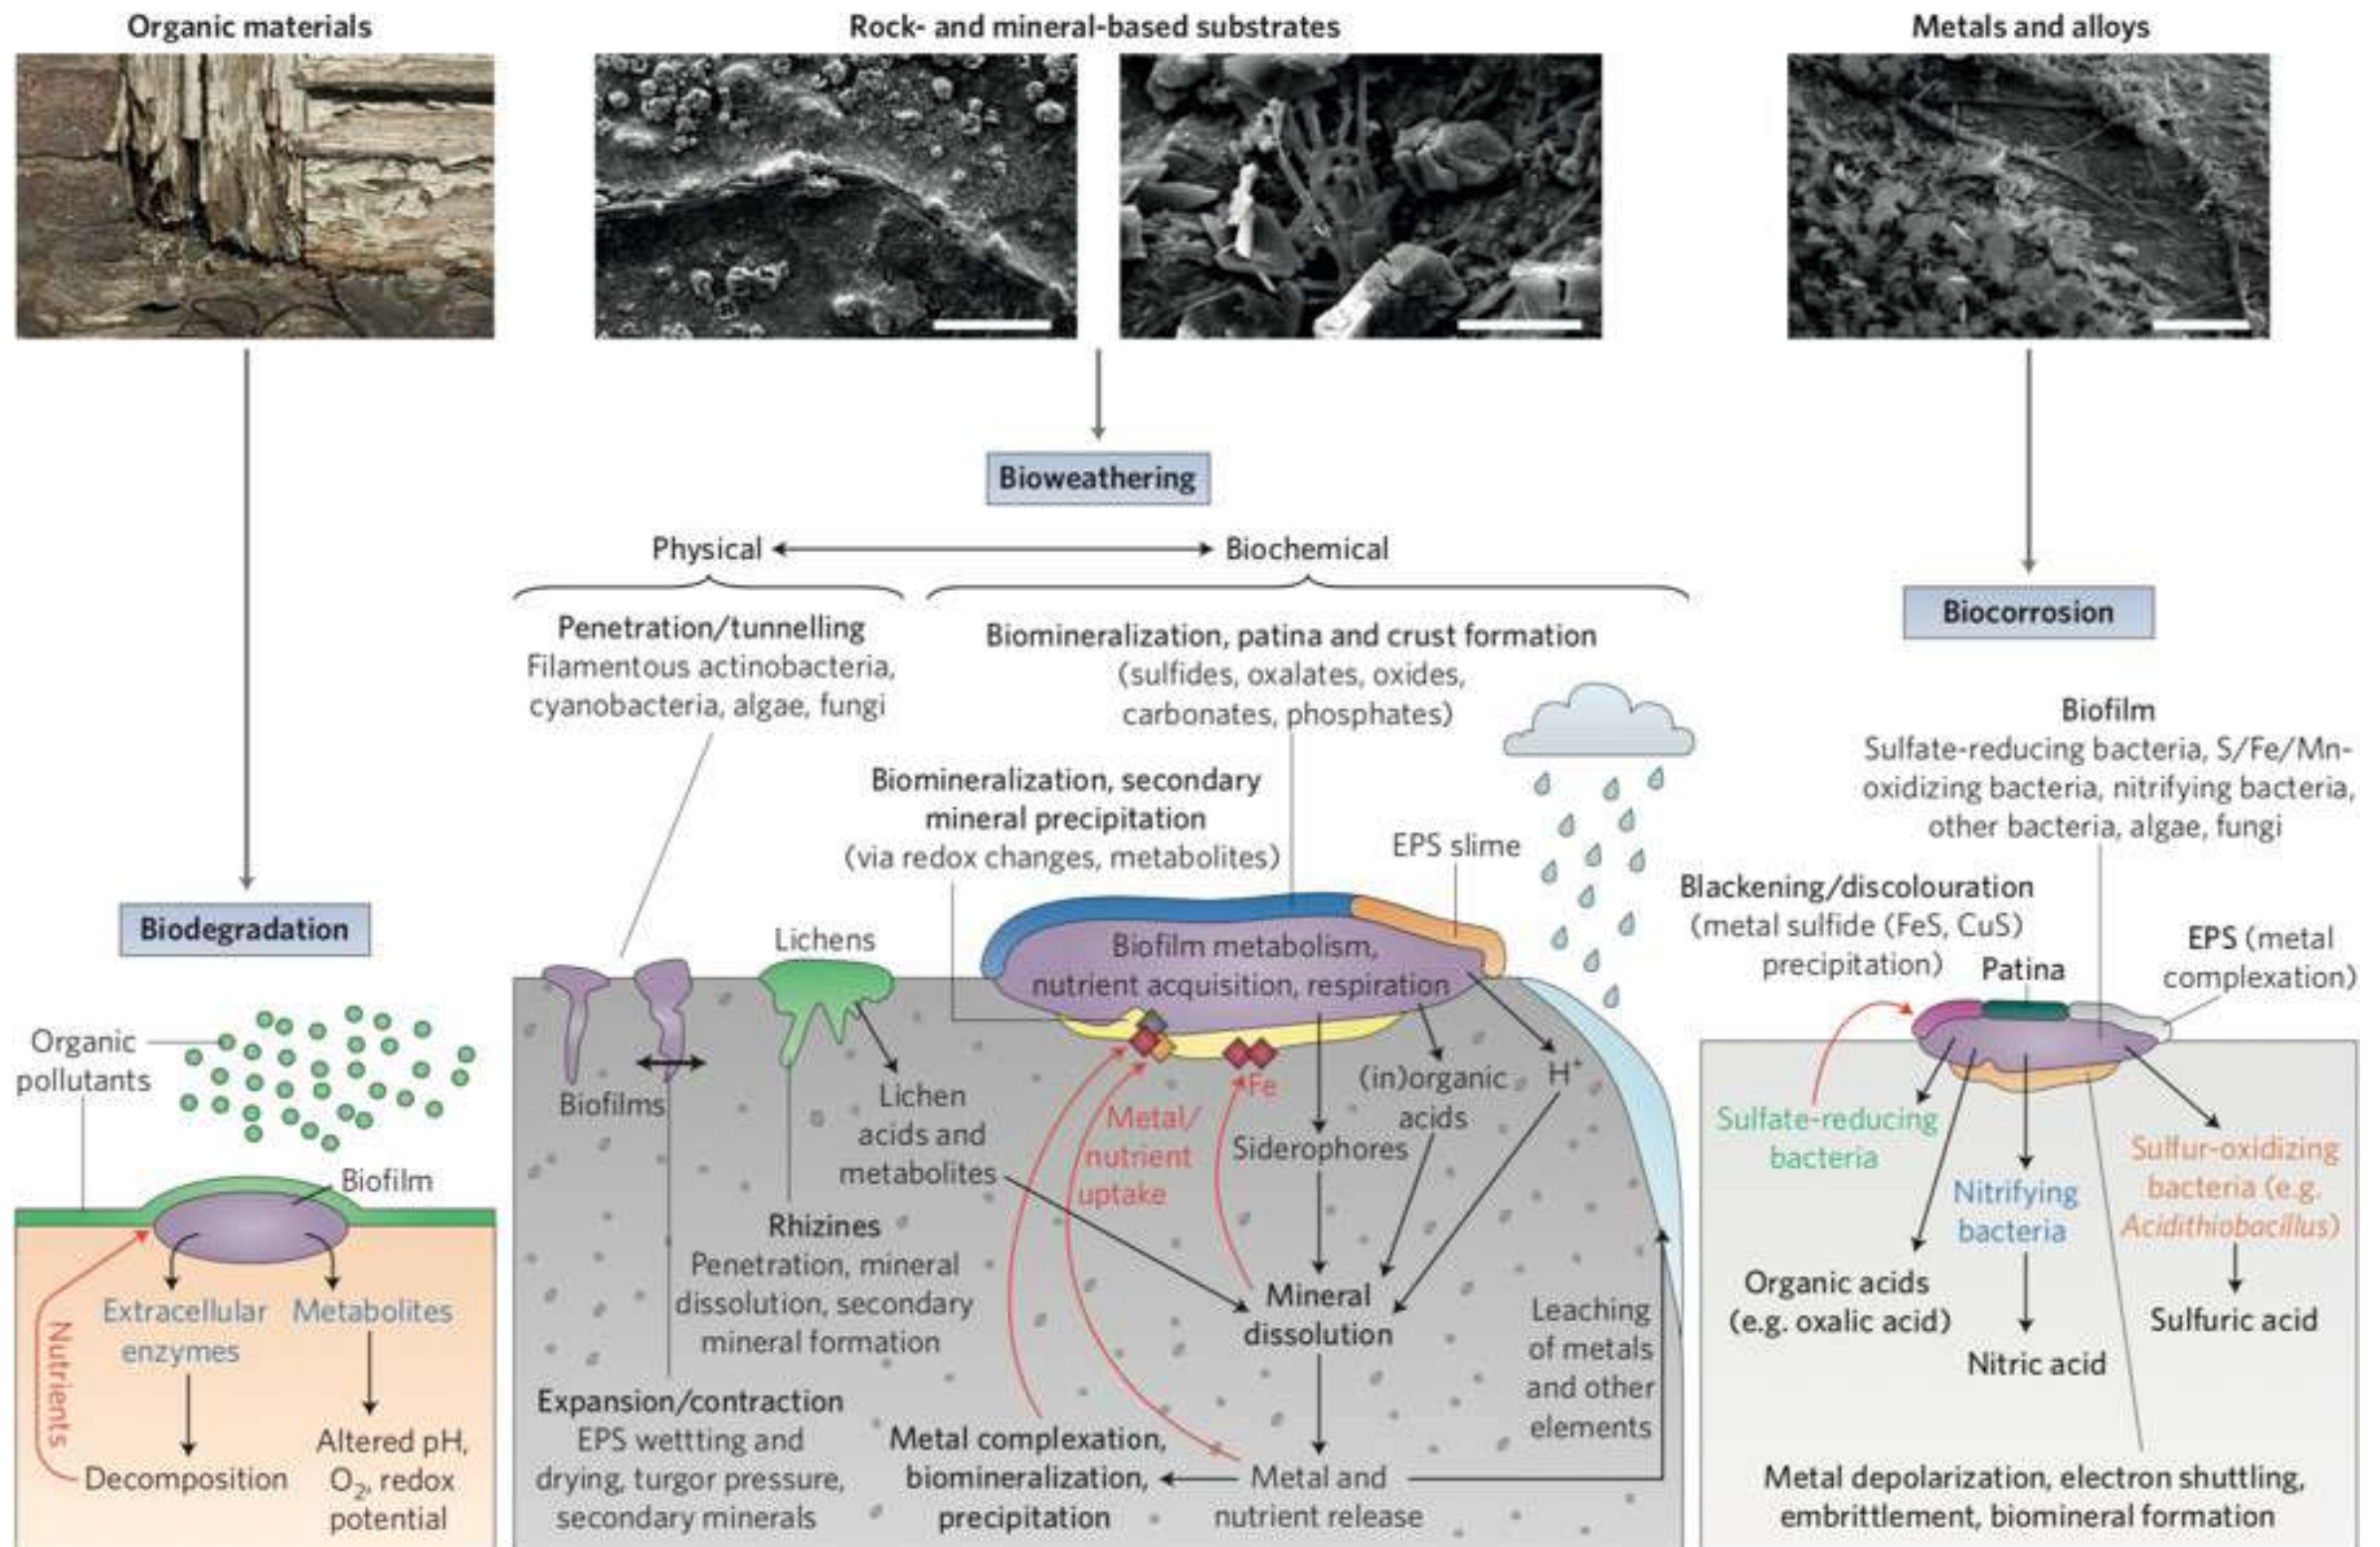 Organic materials
Rock- and mineral-based substrates
Metals and alloys
Biodegradation
Organic
pollutants
Biofilm
Extracellular
enzymes
Metabolites
Nutrients
Decomposition
Altered pH,
O₂, redox
potential
Bioweathering
Physical
Biochemical
Penetration/tunnelling
Filamentous actinobacteria,
cyanobacteria, algae, fungi
Biomineralization, patina and crust formation
(sulfides, oxalates, oxides,
carbonates, phosphates)
Biomineralization, secondary
mineral precipitation
(via redox changes, metabolites)
EPS slime
Lichens
Biofilm metabolism,
nutrient acquisition, respiration
Biofilms
Lichen
acids and
metabolites
Metal/
nutrient
uptake
Fe
Siderophores
(in)organic
acids
H⁺
Rhizines
Penetration, mineral
dissolution, secondary
mineral formation
Mineral
dissolution
Leaching
of metals
and other
elements
Expansion/contraction
EPS wettting and
drying, turgor pressure,
secondary minerals
Metal complexation,
biomineralization,
precipitation
Metal and
nutrient release
Biocorrosion
Biofilm
Sulfate-reducing bacteria, S/Fe/Mn-
oxidizing bacteria, nitrifying bacteria,
other bacteria, algae, fungi
Blackening/discolouration
(metal sulfide (FeS, CuS)
precipitation)
Patina
EPS (metal
complexation)
Sulfate-reducing
bacteria
Nitrifying
bacteria
Sulfur-oxidizing
bacteria (e.g.
Acidithiobacillus)
Organic acids
(e.g. oxalic acid)
Nitric acid
Sulfuric acid
Metal depolarization, electron shuttling,
embrittlement, biomineral formation